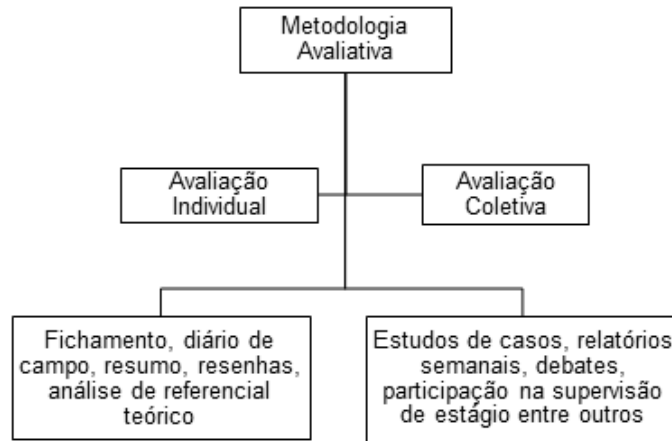 Metodologia
Avaliativa
Avaliação
Individual
Avaliação
Coletiva
Fichamento, diário de
campo, resumo, resenhas,
análise de referencial
teórico
Estudos de casos, relatórios
semanais, debates,
participação na supervisão
de estágio entre outros